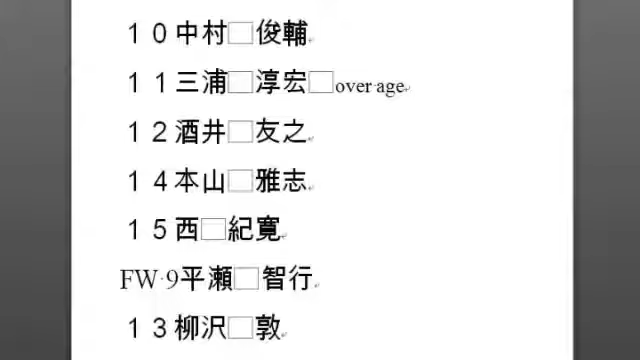 10中村□俊輔
11三浦□淳宏□over age
12酒井□友之
14本山□雅志
15西□紀寛
FW 9平瀬□智行
13柳沢□敦